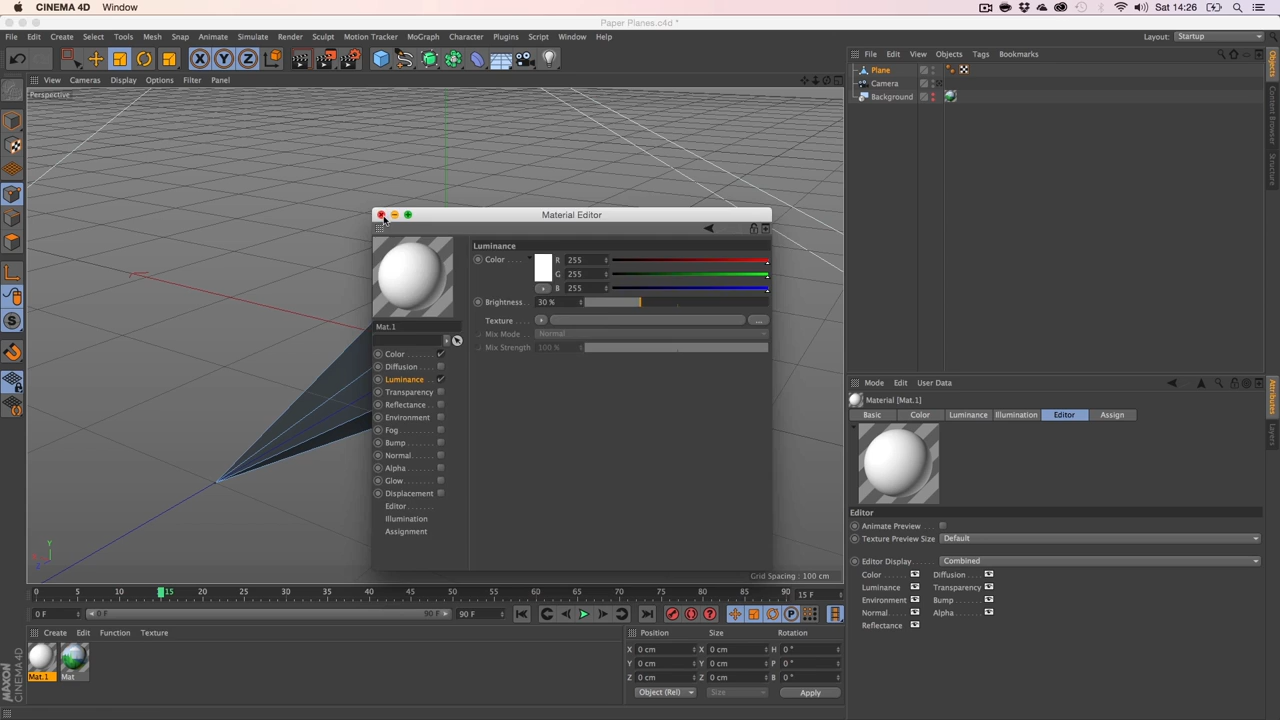 CINEMA 4D Window Sat 14:26
Paper Planes.c4d *
File Edit Create Select Tools Mesh Snap Animate Simulate Render Sculpt Motion Tracker MoGraph Character Plugins Script Window Help Layout: Startup
File Edit View Objects Tags Bookmarks
Plane
Camera
Background
View Cameras Display Options Filter Panel
Perspective
Material Editor
Luminance
Color R 255
G 255
B 255
Brightness 30 %
Texture ...
Mix Mode Normal
Mix Strength 100 %
Mat.1
Color
Diffusion
Luminance
Transparency
Reflectance
Environment
Fog
Bump
Normal
Alpha
Glow
Displacement
Editor
Illumination
Assignment
Objects
Content Browser
Structure
Mode Edit User Data
Material [Mat.1]
Basic Color Luminance Illumination Editor Assign
Editor
Animate Preview
Texture Preview Size Default
Editor Display Combined
Color Diffusion
Luminance Transparency
Environment Bump
Normal Alpha
Reflectance
Attributes
Layers
Grid Spacing : 100 cm
0 5 10 15 20 25 30 35 40 45 50 55 60 65 70 75 80 85 90 15 F
0 F 0 F 90 F 90 F
Create Edit Function Texture
Mat.1 Mat
Position Size Rotation
X 0 cm X 0 cm H 0 °
Y 0 cm Y 0 cm P 0 °
Z 0 cm Z 0 cm B 0 °
Object (Rel) Size Apply
MAXON
CINEMA 4D